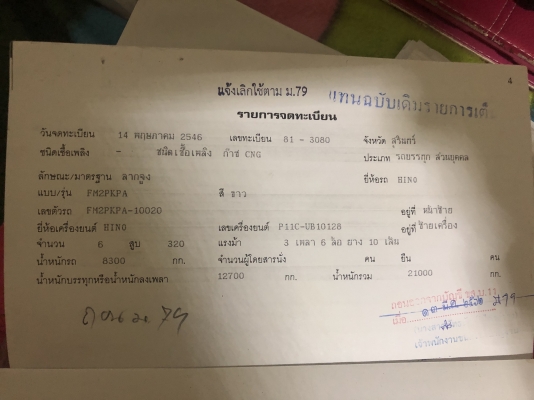 4
แจ้งเลิกใช้ตาม ม.79
แทนฉบับเดิมรายการเดิม
รายการจดทะเบียน
วันจดทะเบียน 14 พฤษภาคม 2546 เลขทะเบียน 81 - 3080 จังหวัด สุรินทร์
ชนิดเชื้อเพลิง - ชนิดเชื้อเพลิง ก๊าซ CNG ประเภท รถบรรทุก ส่วนบุคคล
ลักษณะ/มาตรฐาน ลากจูง ยี่ห้อรถ HINO
แบบ/รุ่น FM2PKPA สี ขาว
เลขตัวรถ FM2PKPA-10020 อยู่ที่ หน้าซ้าย
ยี่ห้อเครื่องยนต์ HINO เลขเครื่องยนต์ P11C-UB10128 อยู่ที่ ซ้ายเครื่อง
จำนวน 6 สูบ 320 แรงม้า 3 เพลา 6 ล้อ ยาง 10 เส้น
น้ำหนักรถ 8300 กก. จำนวนผู้โดยสารนั่ง คน ยืน คน
น้ำหนักบรรทุกหรือน้ำหนักลงเพลา 12700 กก. น้ำหนักรวม 21000 กก.
ม.79
เมื่อ